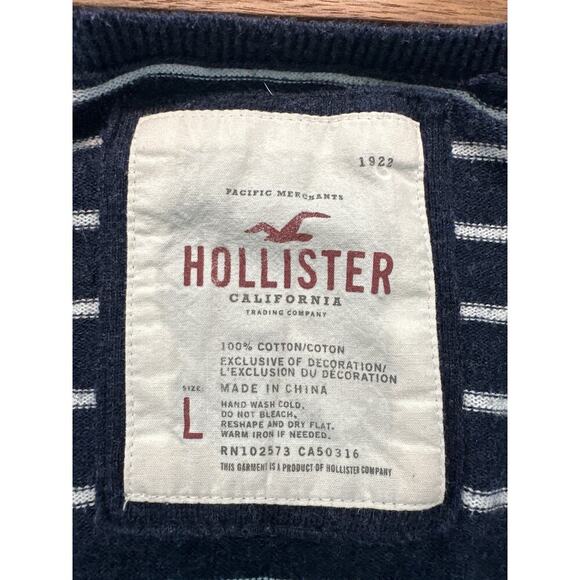 1922
PACIFIC MERCHANTS
HOLLISTER
CALIFORNIA
TRADING COMPANY
100% COTTON/COTON
EXCLUSIVE OF DECORATION/
L'EXCLUSION DU DÉCORATION
MADE IN CHINA
SIZE:
L
HAND WASH COLD.
DO NOT BLEACH.
RESHAPE AND DRY FLAT.
WARM IRON IF NEEDED.
RN102573 CA50316
THIS GARMENT IS A PRODUCT OF HOLLISTER COMPANY